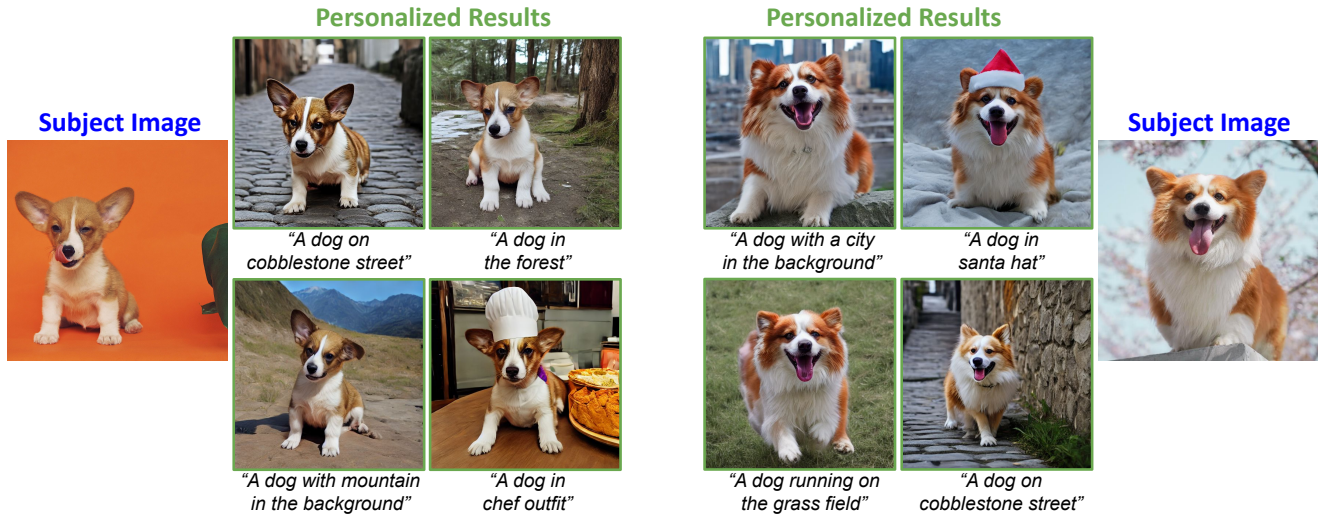 Personalized Results
Personalized Results
Subject Image
Subject Image
“A dog on
cobblestone street”
“A dog in
the forest”
“A dog with a city
in the background”
“A dog in
santa hat”
“A dog with mountain
in the background”
“A dog in
chef outfit”
“A dog running on
the grass field”
“A dog on
cobblestone street”